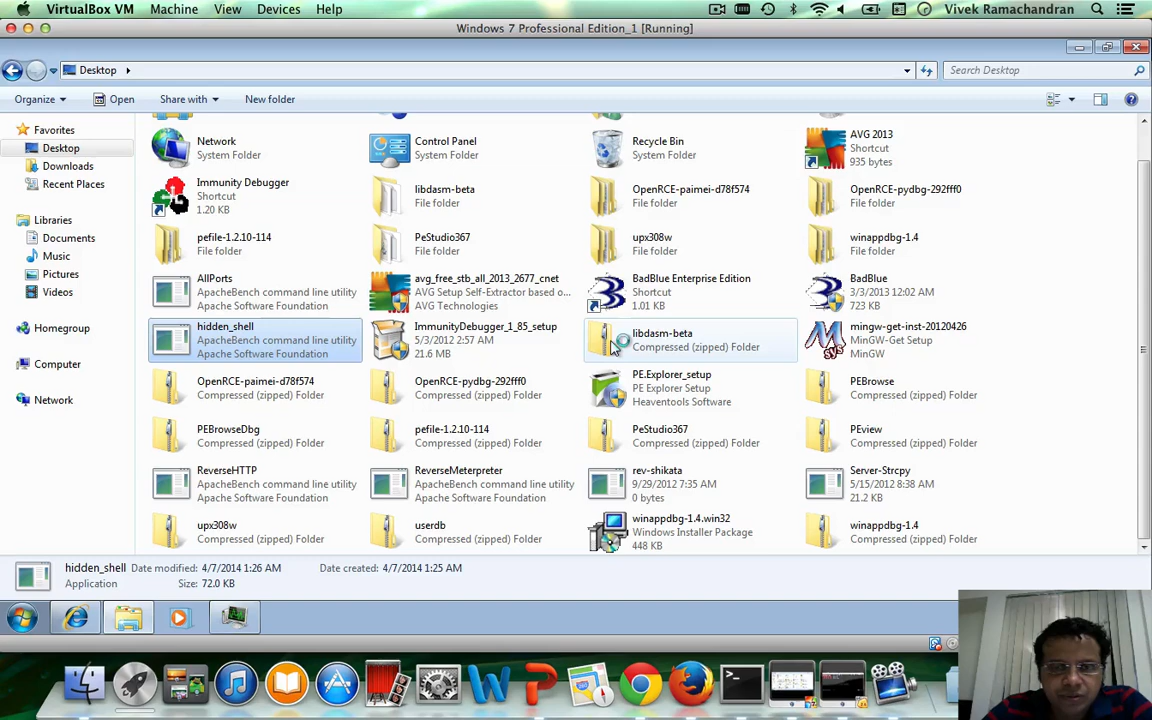 VirtualBox VM Machine View Devices Help Vivek Ramachandran
Windows 7 Professional Edition_1 [Running]
Desktop Search Desktop
Organize Open Share with New folder
Favorites
Desktop
Downloads
Recent Places
Libraries
Documents
Music
Pictures
Videos
Homegroup
Computer
Network
Network
System Folder
Control Panel
System Folder
Recycle Bin
System Folder
AVG 2013
Shortcut
935 bytes
Immunity Debugger
Shortcut
1.20 KB
libdasm-beta
File folder
OpenRCE-paimei-d78f574
File folder
OpenRCE-pydbg-292fff0
File folder
pefile-1.2.10-114
File folder
PeStudio367
File folder
upx308w
File folder
winappdbg-1.4
File folder
AllPorts
ApacheBench command line utility
Apache Software Foundation
avg_free_stb_all_2013_2677_cnet
AVG Setup Self-Extractor based o...
AVG Technologies
BadBlue Enterprise Edition
Shortcut
1.01 KB
BadBlue
3/3/2013 12:02 AM
723 KB
hidden_shell
ApacheBench command line utility
Apache Software Foundation
ImmunityDebugger_1_85_setup
5/3/2012 2:57 AM
21.6 MB
libdasm-beta
Compressed (zipped) Folder
mingw-get-inst-20120426
MinGW-Get Setup
MinGW
OpenRCE-paimei-d78f574
Compressed (zipped) Folder
OpenRCE-pydbg-292fff0
Compressed (zipped) Folder
PE.Explorer_setup
PE Explorer Setup
Heaventools Software
PEBrowse
Compressed (zipped) Folder
PEBrowseDbg
Compressed (zipped) Folder
pefile-1.2.10-114
Compressed (zipped) Folder
PeStudio367
Compressed (zipped) Folder
PEview
Compressed (zipped) Folder
ReverseHTTP
ApacheBench command line utility
Apache Software Foundation
ReverseMeterpreter
ApacheBench command line utility
Apache Software Foundation
rev-shikata
9/29/2012 7:35 AM
0 bytes
Server-Strcpy
5/15/2012 8:38 AM
21.2 KB
upx308w
Compressed (zipped) Folder
userdb
Compressed (zipped) Folder
winappdbg-1.4.win32
Windows Installer Package
448 KB
winappdbg-1.4
Compressed (zipped) Folder
hidden_shell Date modified: 4/7/2014 1:26 AM Date created: 4/7/2014 1:25 AM
Application Size: 72.0 KB